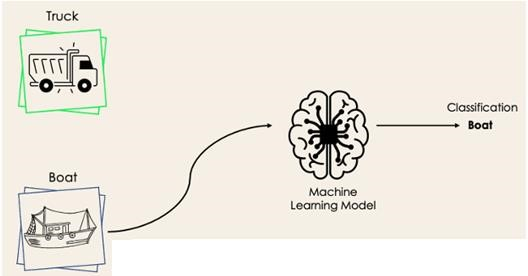 Truck
Boat
Machine
Learning Model
Classification
Boat